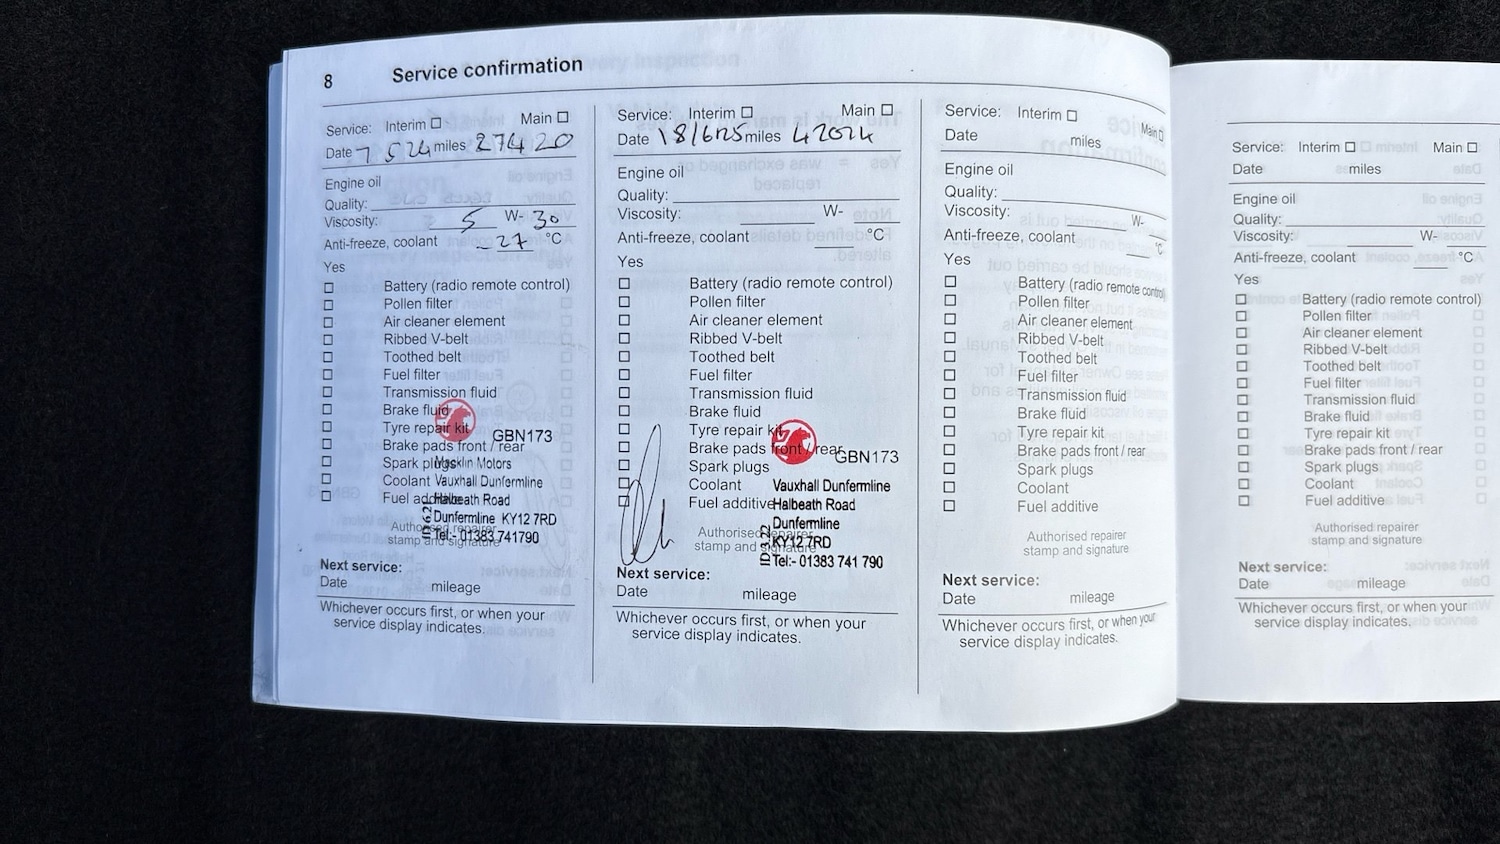 8 Service confirmation
Service: Interim ☐ Main ☐
Date 7 5 24 miles 27420
Engine oil
Quality:
Viscosity: 5 W- 30
Anti-freeze, coolant -27 °C
Yes
☐ Battery (radio remote control)
☐ Pollen filter
☐ Air cleaner element
☐ Ribbed V-belt
☐ Toothed belt
☐ Fuel filter
☐ Transmission fluid
☐ Brake fluid
☐ Tyre repair kit
GBN173
☐ Brake pads front / rear
☐ Spark plugs
Motors
☐ Coolant
Vauxhall Dunfermline
☐ Fuel additive
Halbeath Road
Dunfermline KY12 7RD
Tel:- 01383 741790
Authorised repairer
stamp and signature
Next service:
Date mileage
Whichever occurs first, or when your
service display indicates.
Service: Interim ☐ Main ☐
Date 18/6/25 miles 42024
Engine oil
Quality:
Viscosity: W-
Anti-freeze, coolant °C
Yes
☐ Battery (radio remote control)
☐ Pollen filter
☐ Air cleaner element
☐ Ribbed V-belt
☐ Toothed belt
☐ Fuel filter
☐ Transmission fluid
☐ Brake fluid
☐ Tyre repair kit
☐ Brake pads front / rear
GBN173
☐ Spark plugs
☐ Coolant
Vauxhall Dunfermline
☐ Fuel additive
Halbeath Road
Dunfermline
KY12 7RD
Tel:- 01383 741 790
Authorised repairer
stamp and signature
Next service:
Date mileage
Whichever occurs first, or when your
service display indicates.
Service: Interim ☐ Main ☐
Date miles
Engine oil
Quality:
Viscosity: W-
Anti-freeze, coolant °C
Yes
☐ Battery (radio remote control)
☐ Pollen filter
☐ Air cleaner element
☐ Ribbed V-belt
☐ Toothed belt
☐ Fuel filter
☐ Transmission fluid
☐ Brake fluid
☐ Tyre repair kit
☐ Brake pads front / rear
☐ Spark plugs
☐ Coolant
☐ Fuel additive
Authorised repairer
stamp and signature
Next service:
Date mileage
Whichever occurs first, or when your
service display indicates.
Service: Interim ☐ Main ☐
Date miles
Engine oil
Quality:
Viscosity: W-
Anti-freeze, coolant °C
Yes
☐ Battery (radio remote control)
☐ Pollen filter
☐ Air cleaner element
☐ Ribbed V-belt
☐ Toothed belt
☐ Fuel filter
☐ Transmission fluid
☐ Brake fluid
☐ Tyre repair kit
☐ Brake pads front / rear
☐ Spark plugs
☐ Coolant
☐ Fuel additive
Authorised repairer
stamp and signature
Next service:
Date mileage
Whichever occurs first, or when your
service display indicates.